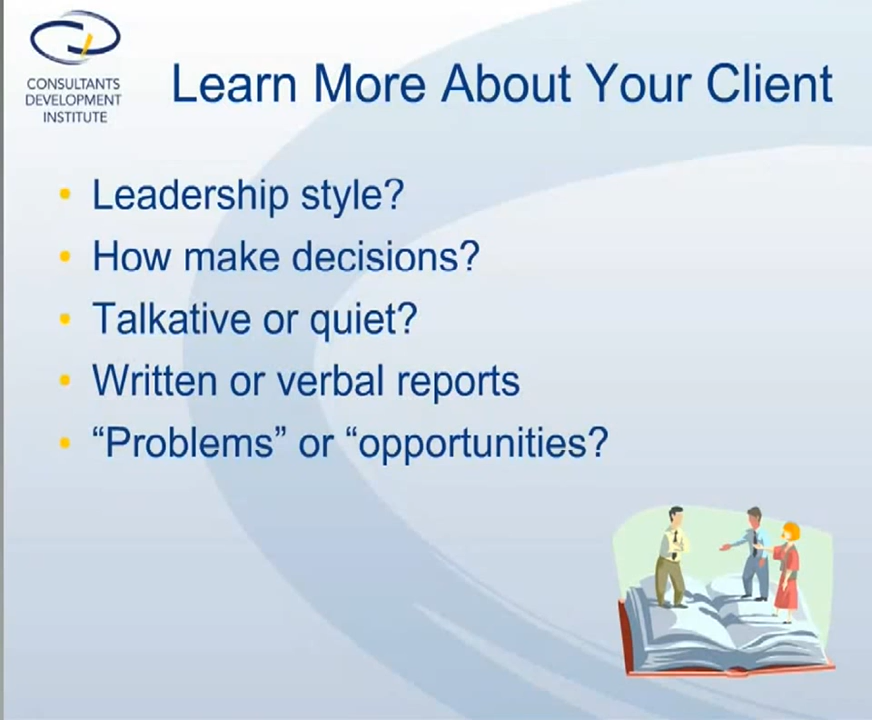 CONSULTANTS
DEVELOPMENT
INSTITUTE
Learn More About Your Client
• Leadership style?
• How make decisions?
• Talkative or quiet?
• Written or verbal reports
• “Problems” or “opportunities?